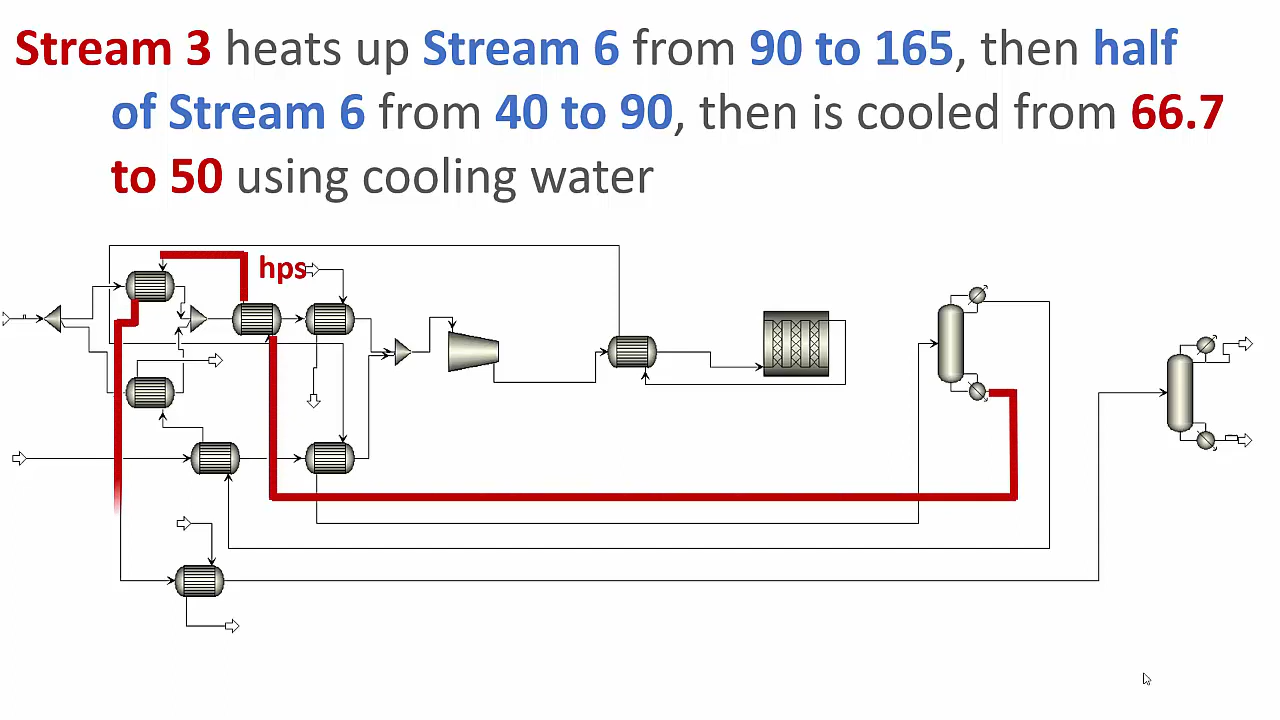 Stream 3 heats up Stream 6 from 90 to 165, then half
of Stream 6 from 40 to 90, then is cooled from 66.7
to 50 using cooling water
hps